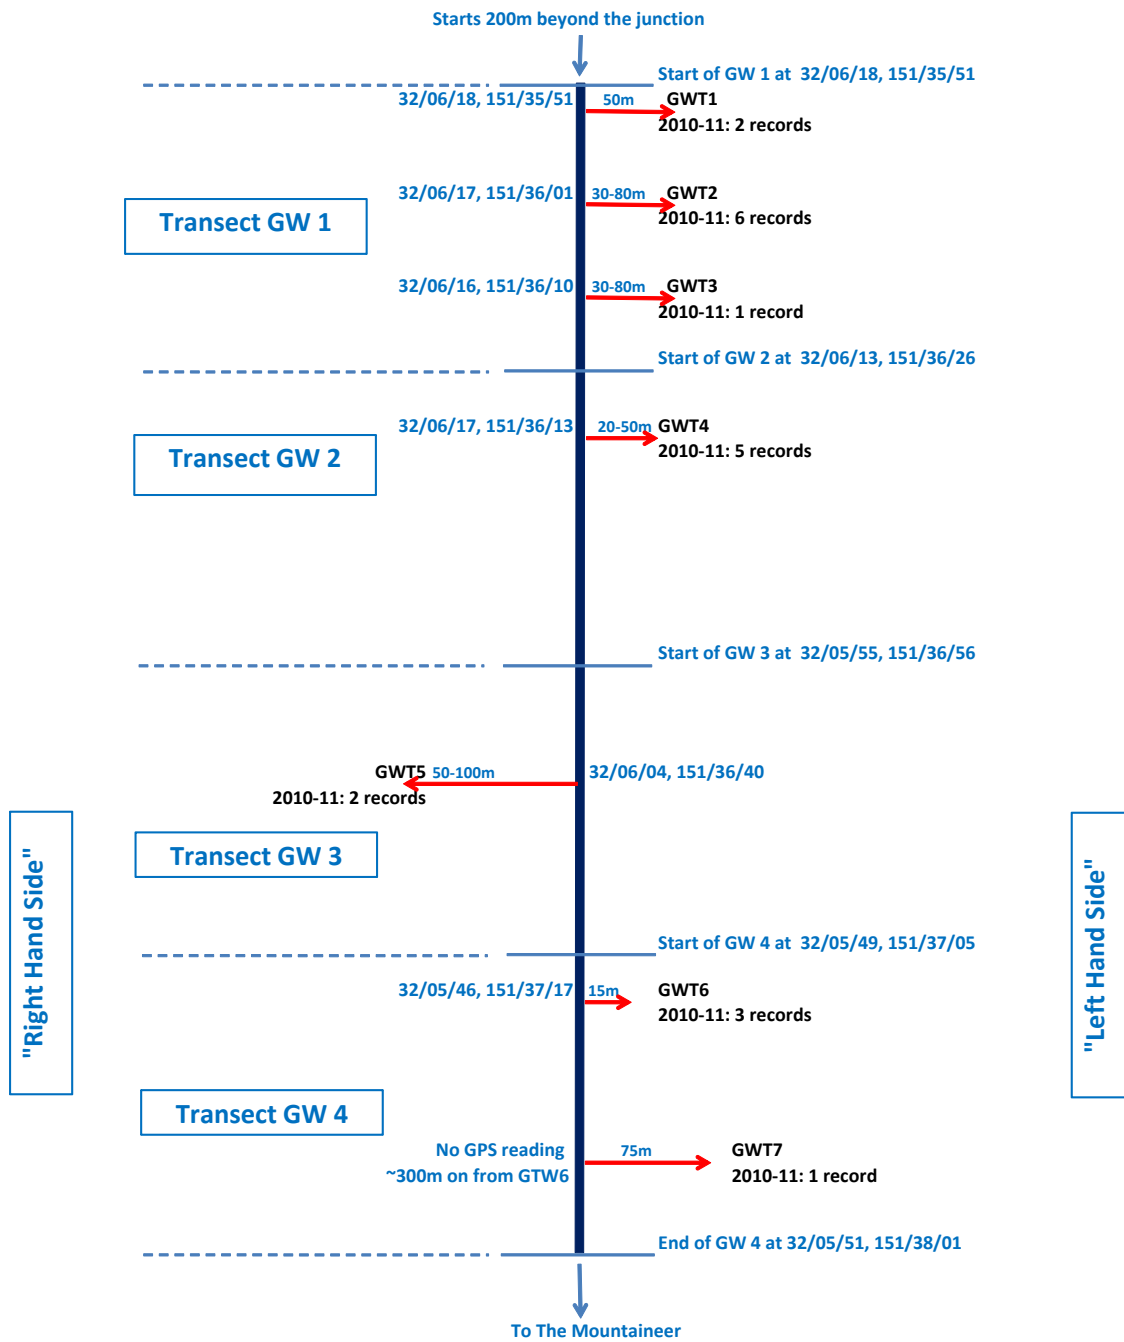 Starts 200m beyond the junction
Start of GW 1 at  32/06/18, 151/35/51
32/06/18, 151/35/51
50m
GWT1
2010-11: 2 records
32/06/17, 151/36/01
30-80m
GWT2
2010-11: 6 records
Transect GW 1
32/06/16, 151/36/10
30-80m
GWT3
2010-11: 1 record
Start of GW 2 at  32/06/13, 151/36/26
32/06/17, 151/36/13
20-50m
GWT4
2010-11: 5 records
Transect GW 2
Start of GW 3 at  32/05/55, 151/36/56
GWT5
50-100m
32/06/04, 151/36/40
2010-11: 2 records
Transect GW 3
"Right Hand Side"
"Left Hand Side"
Start of GW 4 at  32/05/49, 151/37/05
32/05/46, 151/37/17
15m
GWT6
2010-11: 3 records
Transect GW 4
No GPS reading
~300m on from GTW6
75m
GWT7
2010-11: 1 record
End of GW 4 at 32/05/51, 151/38/01
To The Mountaineer